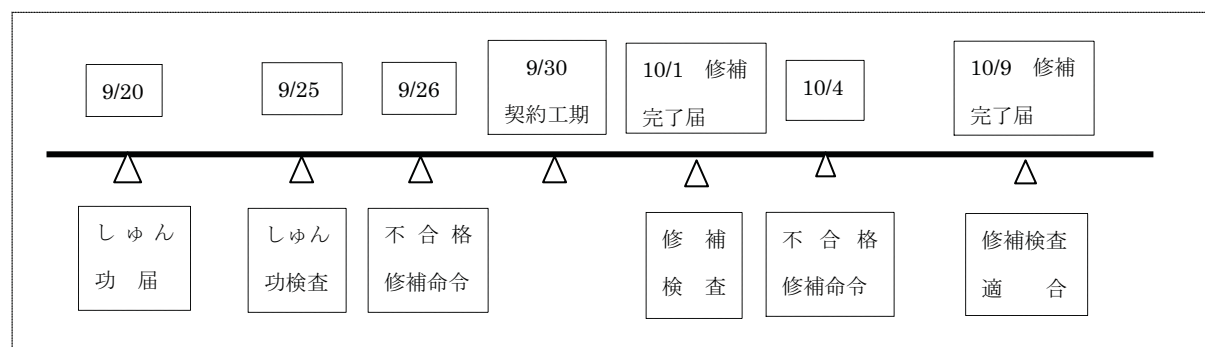 9/20
9/25
9/26
9/30
契約工期
10/1 修補
完了届
10/4
10/9 修補
完了届
しゅん
功届
しゅん
功検査
不合格
修補命令
修補
検査
不合格
修補命令
修補検査
適合